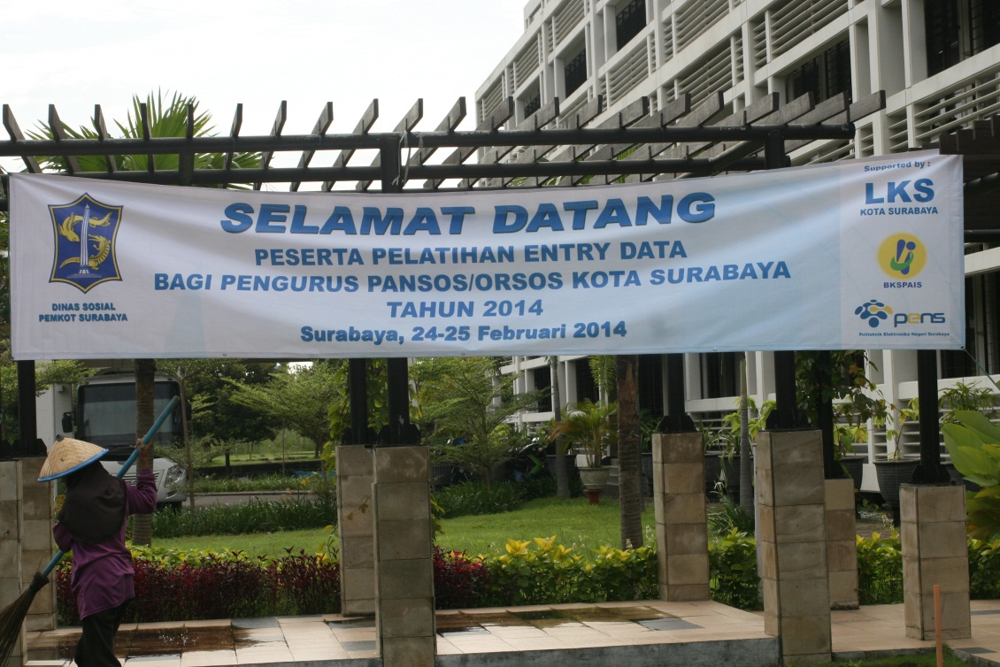 SELAMAT DATANG
PESERTA PELATIHAN ENTRY DATA
BAGI PENGURUS PANSOS/ORSOS KOTA SURABAYA
TAHUN 2014
Surabaya, 24-25 Februari 2014
DINAS SOSIAL
PEMKOT SURABAYA
Supported by :
LKS
KOTA SURABAYA
BKSPAIS
pens
Politeknik Elektronika Negeri Surabaya